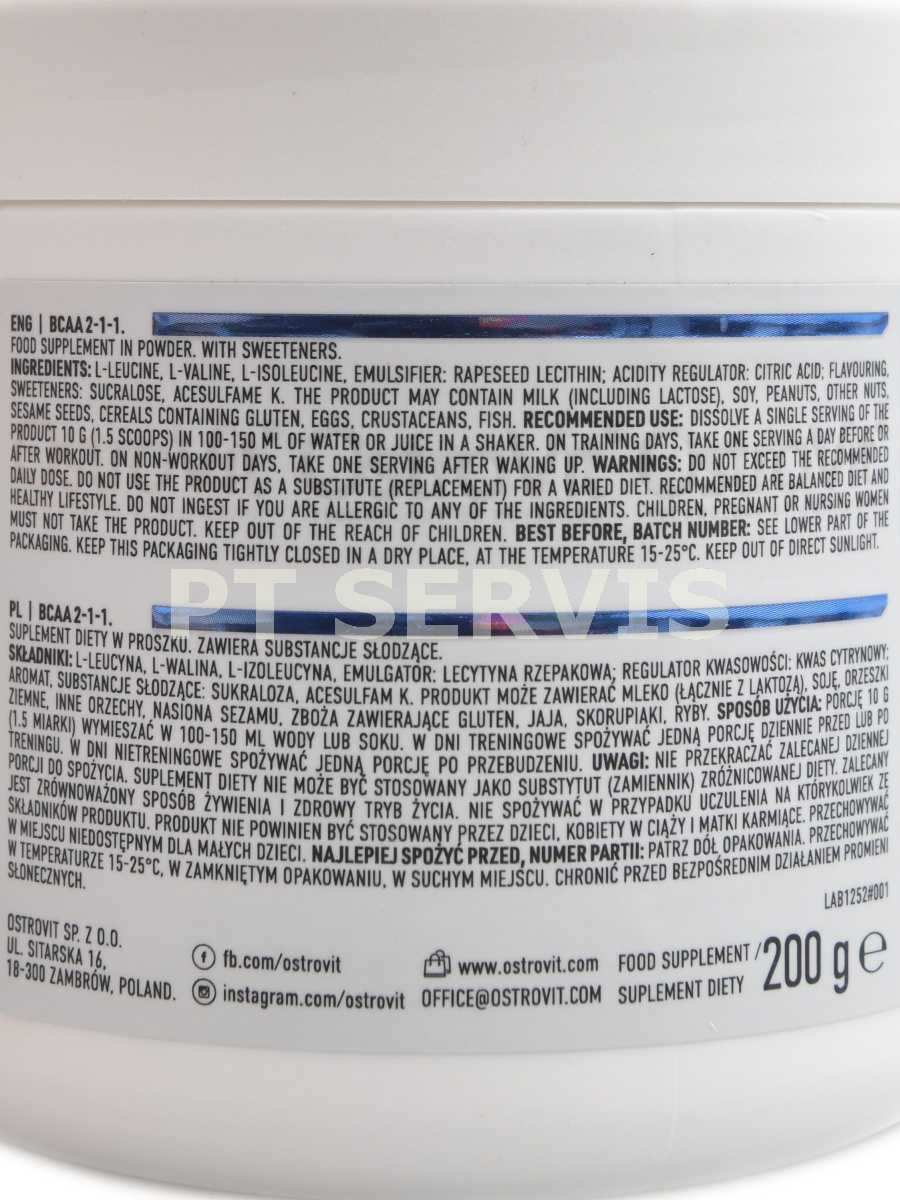 ENG | BCAA 2-1-1.
FOOD SUPPLEMENT IN POWDER. WITH SWEETENERS.
INGREDIENTS: L-LEUCINE, L-VALINE, L-ISOLEUCINE, EMULSIFIER: RAPESEED LECITHIN; ACIDITY REGULATOR: CITRIC ACID; FLAVOURING,
SWEETENERS: SUCRALOSE, ACESULFAME K. THE PRODUCT MAY CONTAIN MILK (INCLUDING LACTOSE), SOY, PEANUTS, OTHER NUTS,
SESAME SEEDS, CEREALS CONTAINING GLUTEN, EGGS, CRUSTACEANS, FISH. RECOMMENDED USE: DISSOLVE A SINGLE SERVING OF THE
PRODUCT 10 G (1.5 SCOOPS) IN 100-150 ML OF WATER OR JUICE IN A SHAKER. ON TRAINING DAYS, TAKE ONE SERVING A DAY BEFORE OR
AFTER WORKOUT. ON NON-WORKOUT DAYS, TAKE ONE SERVING AFTER WAKING UP. WARNINGS: DO NOT EXCEED THE RECOMMENDED
DAILY DOSE. DO NOT USE THE PRODUCT AS A SUBSTITUTE (REPLACEMENT) FOR A VARIED DIET. RECOMMENDED ARE BALANCED DIET AND
HEALTHY LIFESTYLE. DO NOT INGEST IF YOU ARE ALLERGIC TO ANY OF THE INGREDIENTS. CHILDREN, PREGNANT OR NURSING WOMEN
MUST NOT TAKE THE PRODUCT. KEEP OUT OF THE REACH OF CHILDREN. BEST BEFORE, BATCH NUMBER: SEE LOWER PART OF THE
PACKAGING. KEEP THIS PACKAGING TIGHTLY CLOSED IN A DRY PLACE, AT THE TEMPERATURE 15-25°C. KEEP OUT OF DIRECT SUNLIGHT.
PT SERVIS
PL | BCAA 2-1-1.
SUPLEMENT DIETY W PROSZKU. ZAWIERA SUBSTANCJE SŁODZĄCE.
SKŁADNIKI: L-LEUCYNA, L-WALINA, L-IZOLEUCYNA, EMULGATOR: LECYTYNA RZEPAKOWA; REGULATOR KWASOWOŚCI: KWAS CYTRYNOWY;
AROMAT, SUBSTANCJE SŁODZĄCE: SUKRALOZA, ACESULFAM K. PRODUKT MOŻE ZAWIERAĆ MLEKO (ŁĄCZNIE Z LAKTOZĄ), SOJĘ, ORZESZKI
ZIEMNE, INNE ORZECHY, NASIONA SEZAMU, ZBOŻA ZAWIERAJĄCE GLUTEN, JAJA, SKORUPIAKI, RYBY. SPOSÓB UŻYCIA: PORCJĘ 10 G
(1.5 MIARKI) WYMIESZAĆ W 100-150 ML WODY LUB SOKU. W DNI TRENINGOWE SPOŻYWAĆ JEDNĄ PORCJĘ DZIENNIE PRZED LUB PO
TRENINGU. W DNI NIETRENINGOWE SPOŻYWAĆ JEDNĄ PORCJĘ PO PRZEBUDZENIU. UWAGI: NIE PRZEKRACZAĆ ZALECANEJ DZIENNEJ
PORCJI DO SPOŻYCIA. SUPLEMENT DIETY NIE MOŻE BYĆ STOSOWANY JAKO SUBSTYTUT (ZAMIENNIK) ZRÓŻNICOWANEJ DIETY. ZALECANY
JEST ZRÓWNOWAŻONY SPOSÓB ŻYWIENIA I ZDROWY TRYB ŻYCIA. NIE SPOŻYWAĆ W PRZYPADKU UCZULENIA NA KTÓRYKOLWIEK ZE
SKŁADNIKÓW PRODUKTU. PRODUKT NIE POWINIEN BYĆ STOSOWANY PRZEZ DZIECI, KOBIETY W CIĄŻY I MATKI KARMIĄCE. PRZECHOWYWAĆ
W MIEJSCU NIEDOSTĘPNYM DLA MAŁYCH DZIECI. NAJLEPIEJ SPOŻYĆ PRZED, NUMER PARTII: PATRZ DÓŁ OPAKOWANIA. PRZECHOWYWAĆ
W TEMPERATURZE 15-25°C, W ZAMKNIĘTYM OPAKOWANIU, W SUCHYM MIEJSCU. CHRONIĆ PRZED BEZPOŚREDNIM DZIAŁANIEM PROMIENI
SŁONECZNYCH.
LAB1252#001
OSTROVIT SP. Z O.O.
UL. SITARSKA 16,
18-300 ZAMBRÓW, POLAND.
fb.com/ostrovit
instagram.com/ostrovit
www.ostrovit.com
OFFICE@OSTROVIT.COM
FOOD SUPPLEMENT /
SUPLEMENT DIETY
200 g e